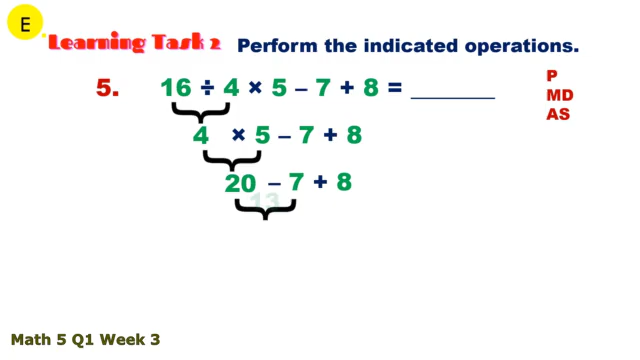 E
Learning Task 2 Perform the indicated operations.
5. 16 ÷ 4 × 5 – 7 + 8 = ________
P
MD
AS
4 × 5 – 7 + 8
20 – 7 + 8
13
Math 5 Q1 Week 3